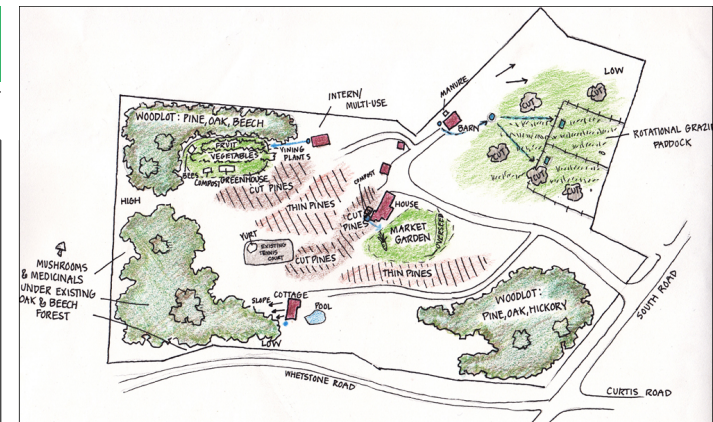 LOW
MANURE
INTERN/
MULTI-USE
WOODLOT: PINE, OAK, BEECH
CUT
CUT
BARN
ROTATIONAL GRAZI
PADDOCK
FRUIT
VEGETABLES
VINING
PLANTS
CUT
CUT
CUT
BEES
COMPOST
GREENHOUSE
COMPOST
CUT PINES
HIGH
THIN PINES
HOUSE
CUT
PINES
MARKET
GARDEN
YURT
EXISTING
TENNIS
COURT
CUT PINES
THIN PINES
MUSHROOMS
& MEDICINALS
UNDER EXISTING
OAK & BEECH
FOREST
SLOPE
COTTAGE
POOL
LOW
WOODLOT:
PINE, OAK, HICKORY
SOUTH ROAD
WHETSTONE ROAD
CURTIS ROAD